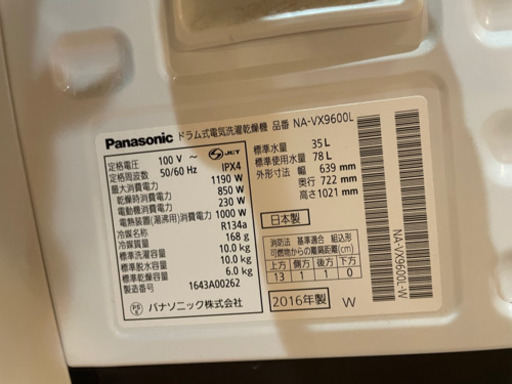 Panasonic ドラム式電気洗濯乾燥機 品番 NA-VX9600L
定格電圧 100 V ～
定格周波数 50/60 Hz
JET
IPX4
最大消費電力 1190 W
乾燥時消費電力 850 W
電動機消費電力 230 W
電熱装置(湯沸用)消費電力 1000 W
冷媒名称 R134a
冷媒質量 168 g
標準洗濯容量 10.0 kg
標準脱水容量 10.0 kg
標準乾燥容量 6.0 kg
製造番号 1643A00262
パナソニック株式会社
標準水量 35 L
標準使用水量 78 L
外形寸法 幅 639 mm
奥行 722 mm
高さ 1021 mm
日本製
消防法 基準適合 組込形
可燃物からの離隔距離(cm)
上方 側方 後方 下方
13 1 1 0
2016年製 W
NA-VX9600L
NA-VX9600L-W